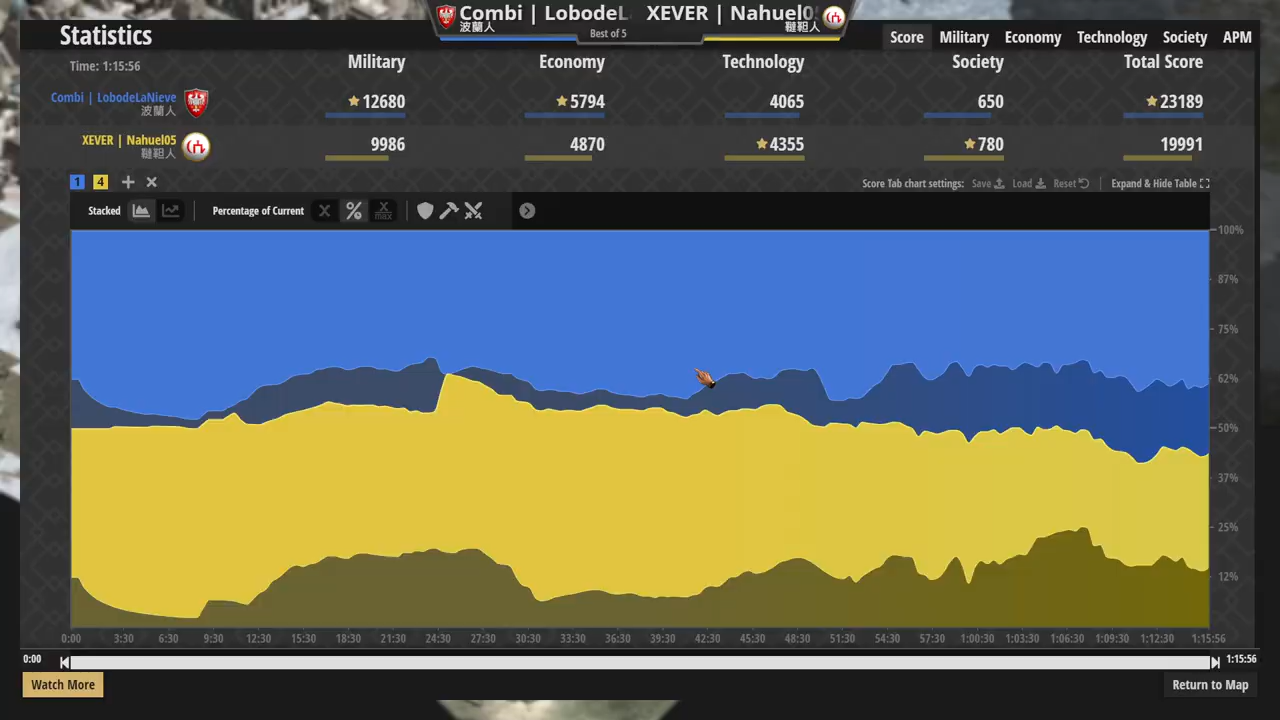 Combi | LobodeL
波蘭人
XEVER | Nahuel0
韃靼人
Best of 5
Statistics
Score Military Economy Technology Society APM
Time: 1:15:56
Military Economy Technology Society Total Score
Combi | LobodeLaNieve
波蘭人
12680 5794 4065 650 23189
XEVER | Nahuel05
韃靼人
9986 4870 4355 780 19991
1 4
Score Tab chart settings: Save Load Reset Expand & Hide Table
Stacked Percentage of Current X % X MAX
100%
87%
75%
62%
50%
37%
25%
12%
0:00 3:30 6:30 9:30 12:30 15:30 18:30 21:30 24:30 27:30 30:30 33:30 36:30 39:30 42:30 45:30 48:30 51:30 54:30 57:30 1:00:30 1:03:30 1:06:30 1:09:30 1:12:30 1:15:56
0:00 1:15:56
Watch More Return to Map